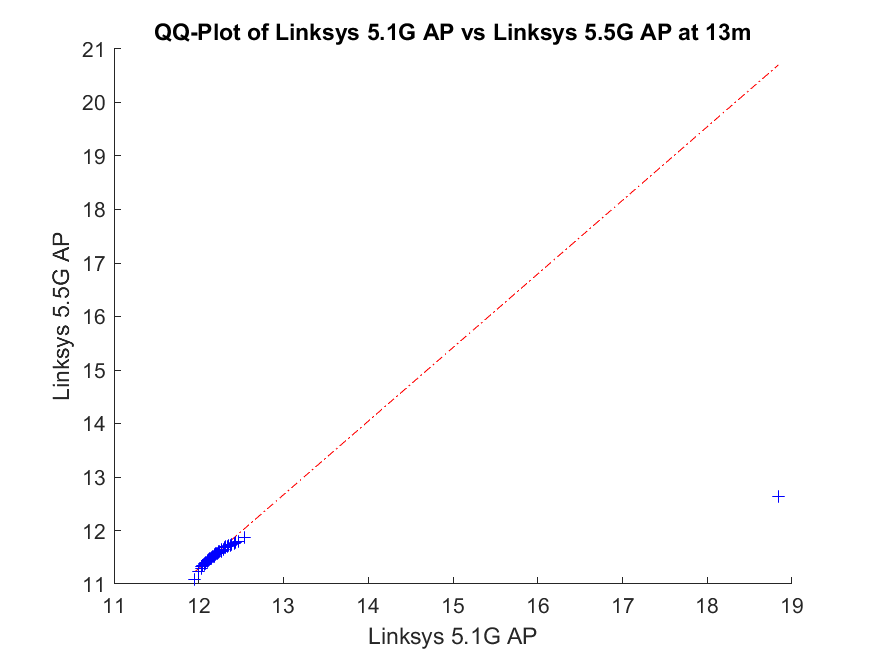 QQ-Plot of Linksys 5.1G AP vs Linksys 5.5G AP at 13m
21
20
19
18
17
16
15
14
13
12
11
Linksys 5.5G AP
11 12 13 14 15 16 17 18 19
Linksys 5.1G AP